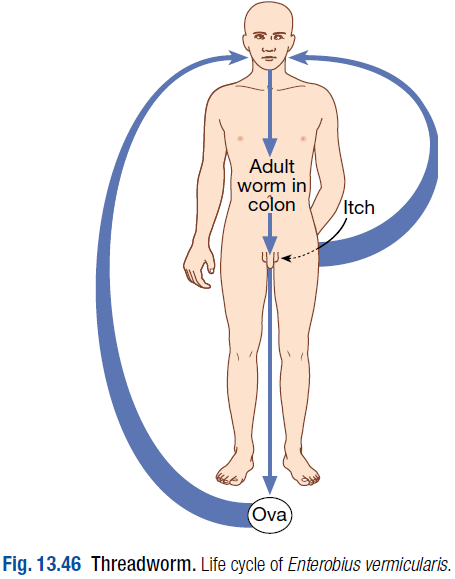 Adult
worm in
colon
Itch
Ova
Fig. 13.46 Threadworm. Life cycle of Enterobius vermicularis.